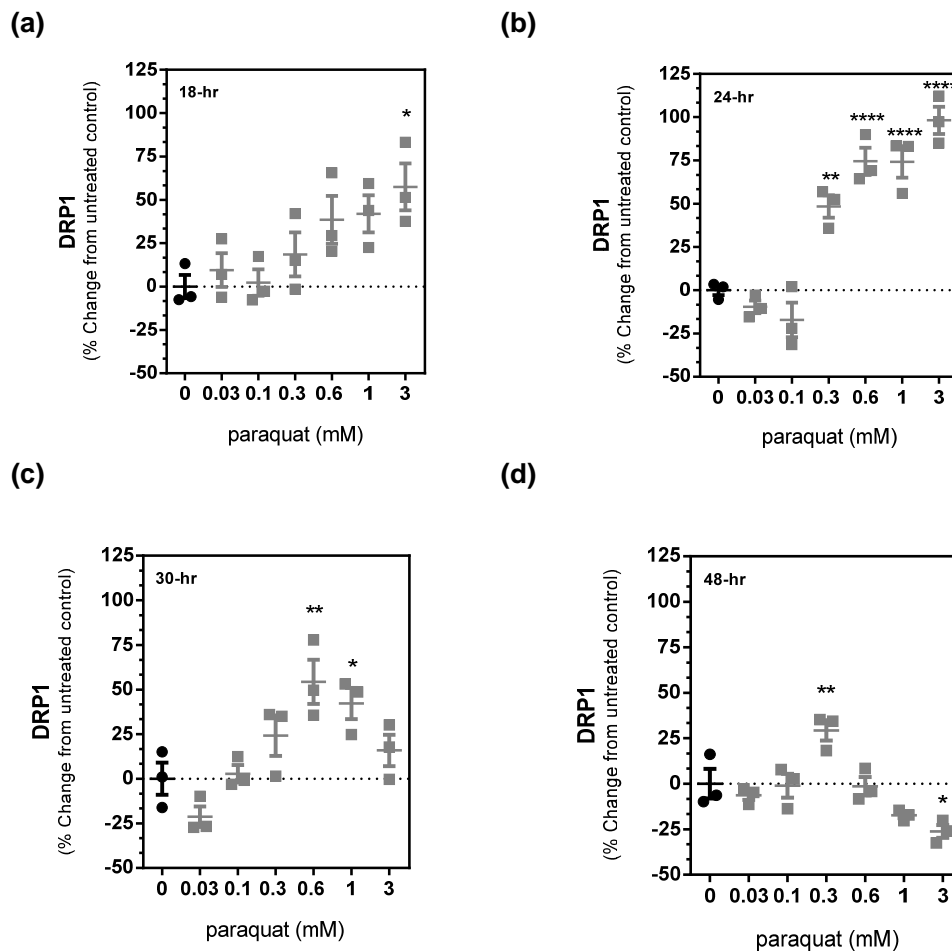 (a)
125
100
75
50
25
0
-25
-50
DRP1
(% Change from untreated control)
18-hr
*
0 0.03 0.1 0.3 0.6 1 3
paraquat (mM)
(b)
125
100
75
50
25
0
-25
-50
DRP1
(% Change from untreated control)
24-hr
** **** **** ****
0 0.03 0.1 0.3 0.6 1 3
paraquat (mM)
(c)
125
100
75
50
25
0
-25
-50
DRP1
(% Change from untreated control)
30-hr
** *
0 0.03 0.1 0.3 0.6 1 3
paraquat (mM)
(d)
125
100
75
50
25
0
-25
-50
DRP1
(% Change from untreated control)
48-hr
** *
0 0.03 0.1 0.3 0.6 1 3
paraquat (mM)